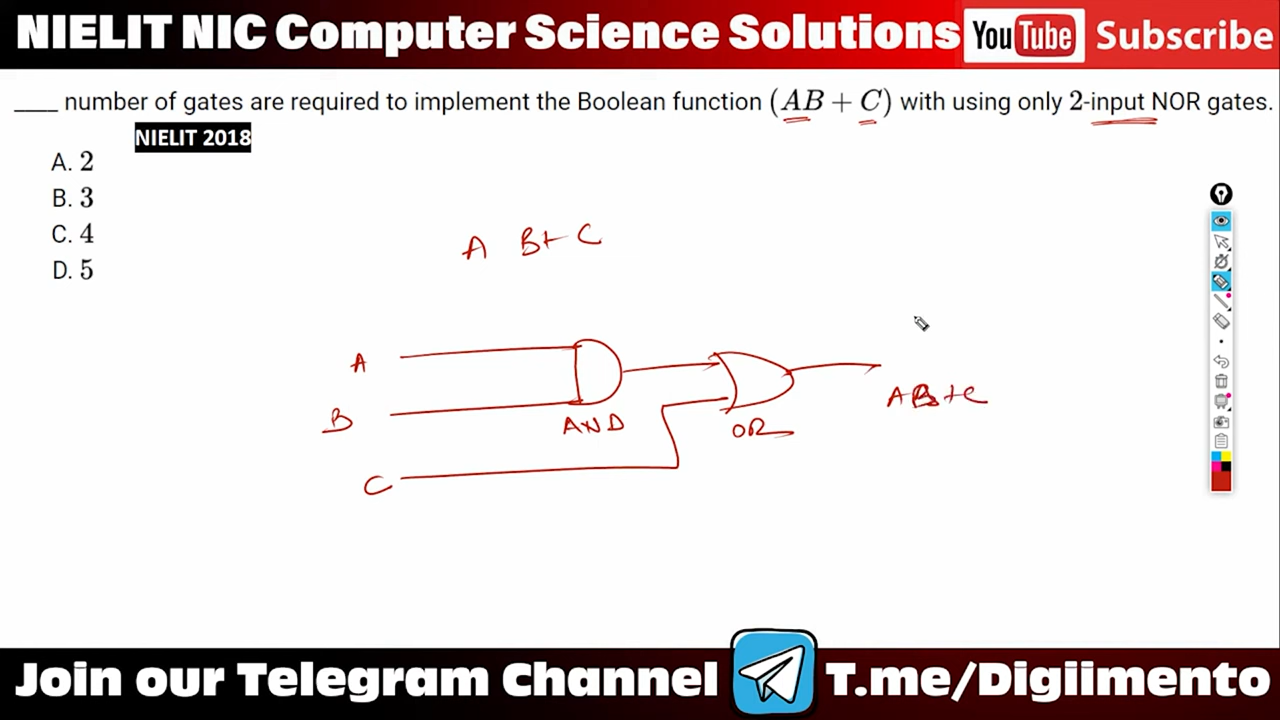 NIELIT NIC Computer Science Solutions YouTube Subscribe
____ number of gates are required to implement the Boolean function (AB + C) with using only 2-input NOR gates.
NIELIT 2018
A. 2
B. 3
C. 4
D. 5
A B+ C
A
B
AND
OR
AB+C
C
Join our Telegram Channel T.me/Digiimento